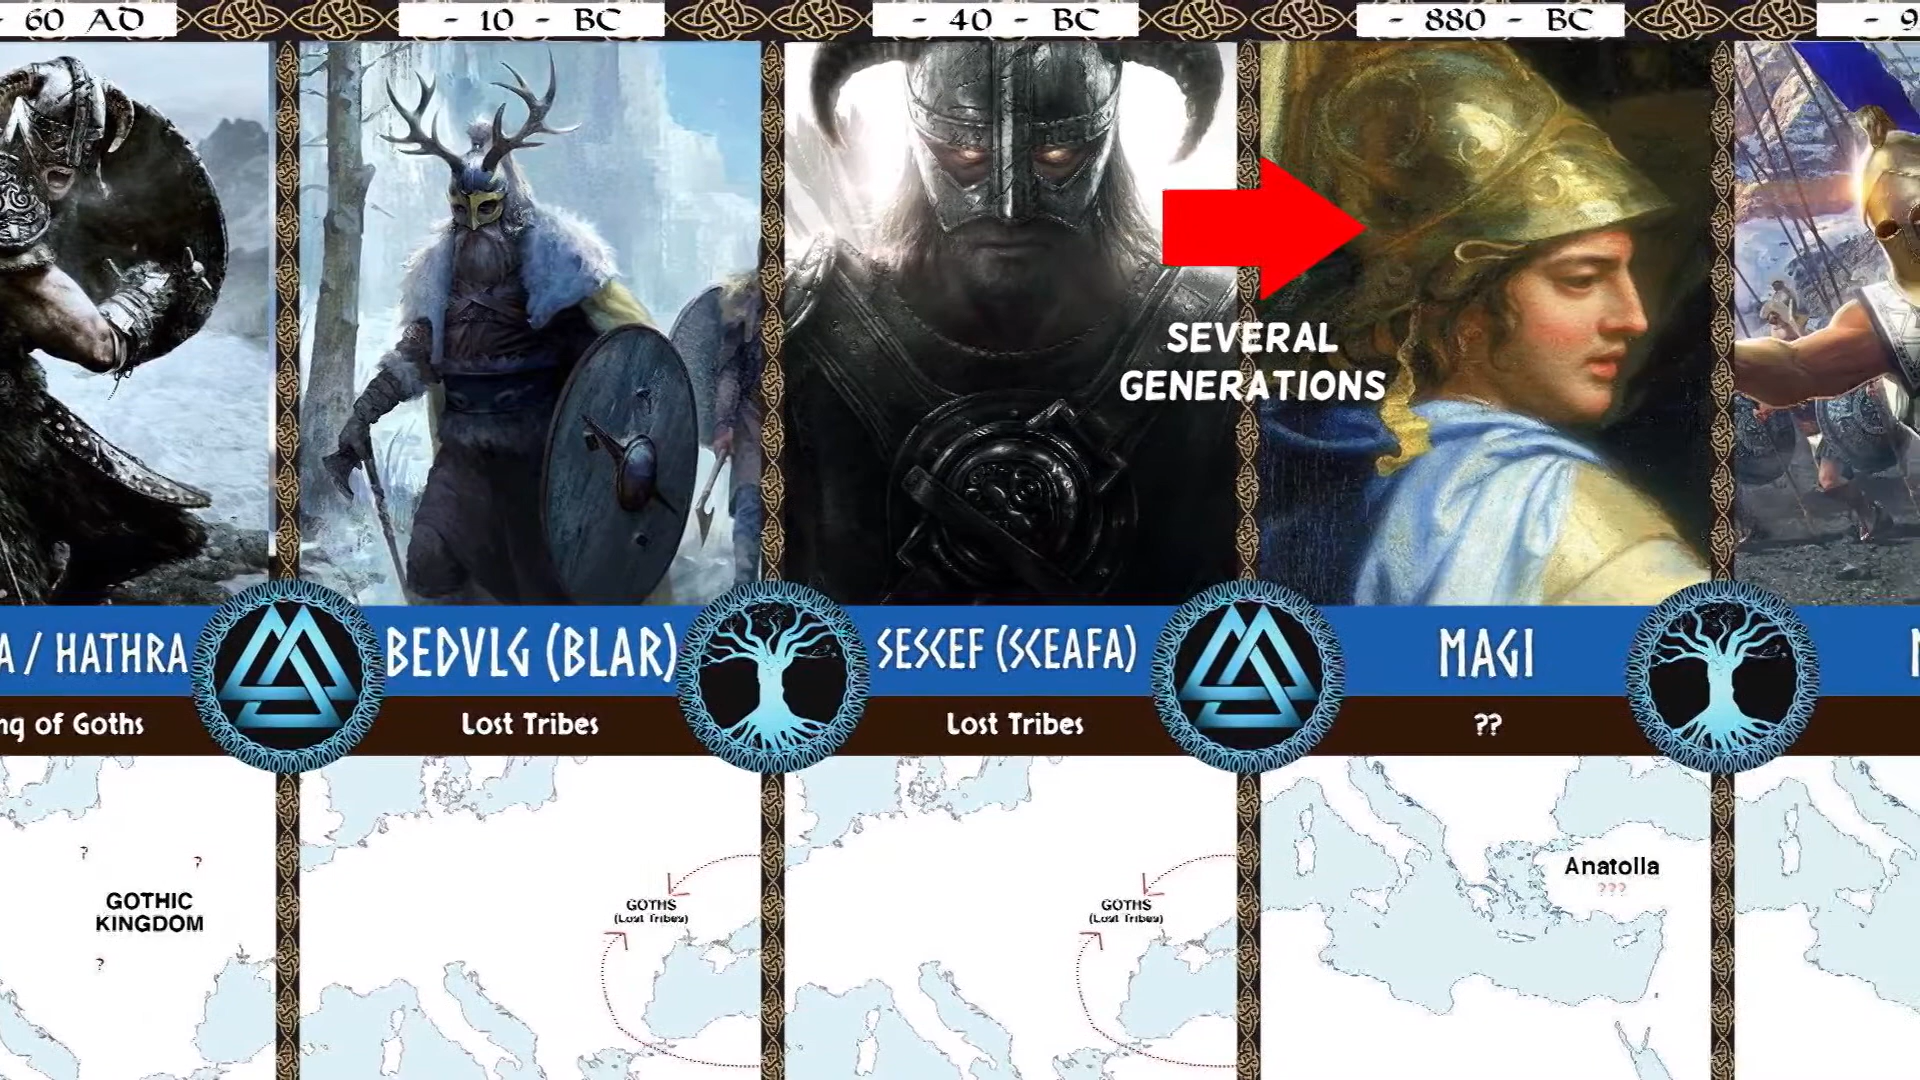 60 AD
- 10 - BC
- 40 - BC
- 880 - BC
- 9
SEVERAL
GENERATIONS
A / HATHRA
BEDVLG (BLAR)
SESCEF (SCEAFA)
MAGI
ng of Goths
Lost Tribes
Lost Tribes
??
?
?
GOTHIC
KINGDOM
?
GOTHS
(Lost Tribes)
GOTHS
(Lost Tribes)
Anatolla
???